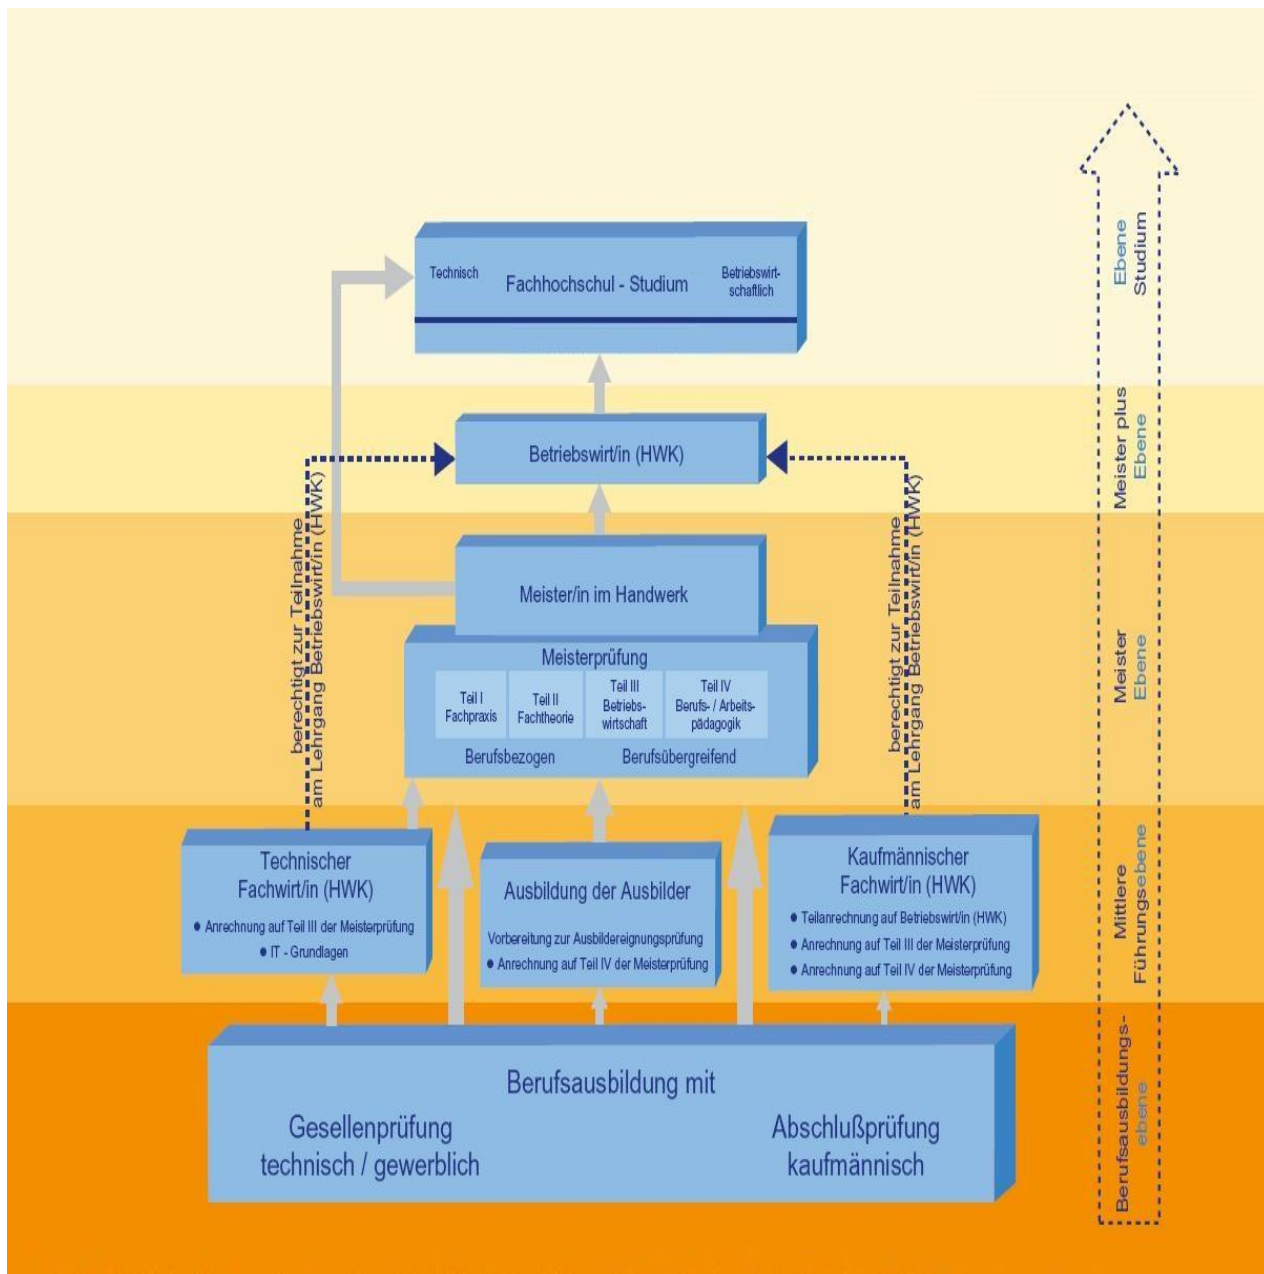 Technisch
Fachhochschul - Studium
Betriebswirt-
schaftlich
Betriebswirt/in (HWK)
Meister/in im Handwerk
Meisterprüfung
Teil I
Fachpraxis
Teil II
Fachtheorie
Teil III
Betriebs-
wirtschaft
Teil IV
Berufs- / Arbeits-
pädagogik
Berufsbezogen
Berufsübergreifend
berechtigt zur Teilnahme
am Lehrgang Betriebswirt/in (HWK)
berechtigt zur Teilnahme
am Lehrgang Betriebswirt/in (HWK)
Technischer
Fachwirt/in (HWK)
● Anrechnung auf Teil III der Meisterprüfung
● IT - Grundlagen
Ausbildung der Ausbilder
Vorbereitung zur Ausbildereignungsprüfung
● Anrechnung auf Teil IV der Meisterprüfung
Kaufmännischer
Fachwirt/in (HWK)
● Teilanrechnung auf Betriebswirt/in (HWK)
● Anrechnung auf Teil III der Meisterprüfung
● Anrechnung auf Teil IV der Meisterprüfung
Berufsausbildung mit
Gesellenprüfung
technisch / gewerblich
Abschlußprüfung
kaufmännisch
Ebene
Studium
Meister plus
Ebene
Meister
Ebene
Mittlere
Führungsebene
Berufsausbildungs-
ebene